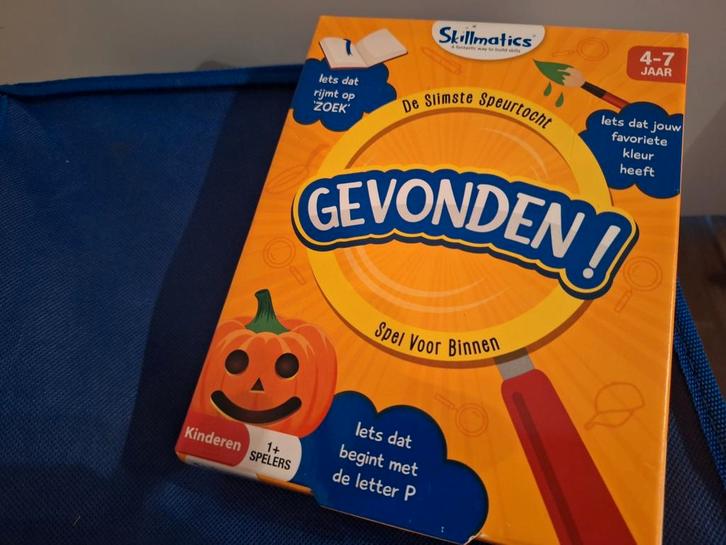 Skillmatics
A fantastic way to build skills
4-7
JAAR
Iets dat
rijmt op
'ZOEK'
De Slimste Speurtocht
Iets dat jouw
favoriete
kleur
heeft
GEVONDEN!
Spel Voor Binnen
Kinderen
1+
SPELERS
Iets dat
begint met
de letter P